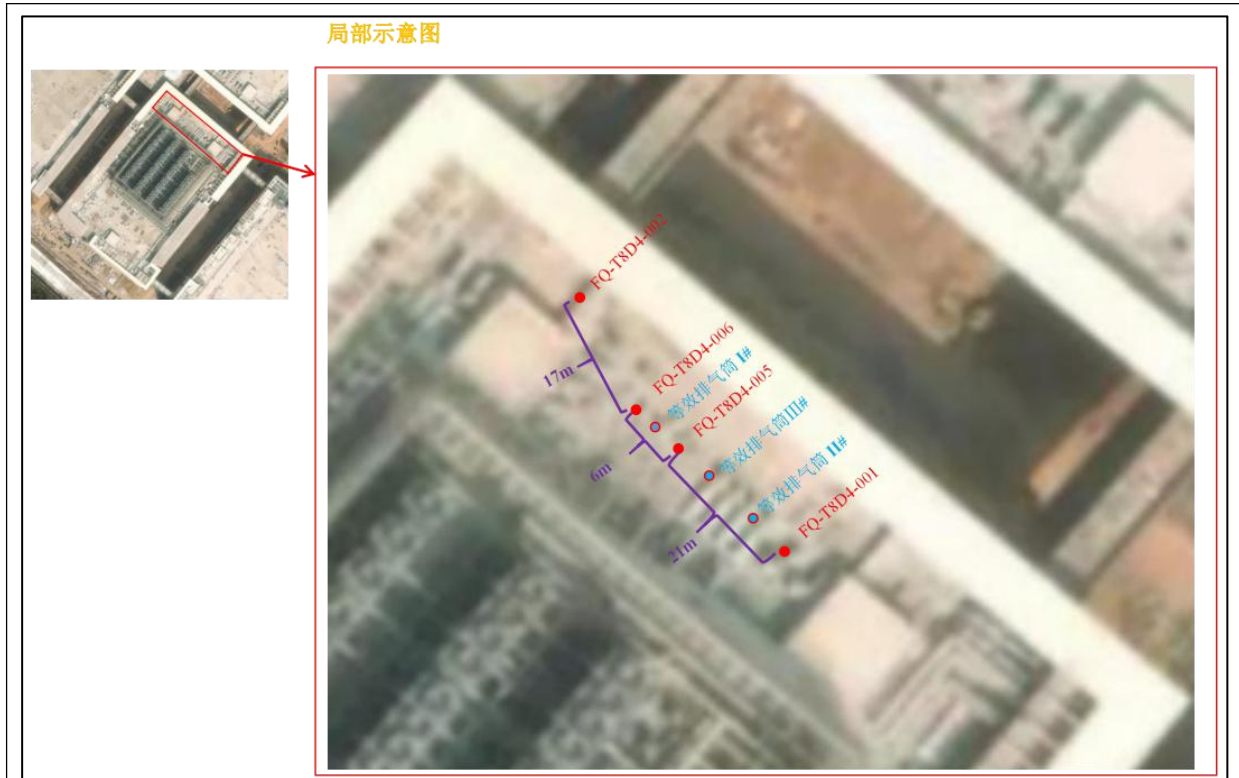 局部示意图
FQ-T8D4-002
FQ-T8D4-006
等效排气筒 I#
17m
FQ-T8D4-005
等效排气筒III#
6m
等效排气筒 II#
FQ-T8D4-001
21m